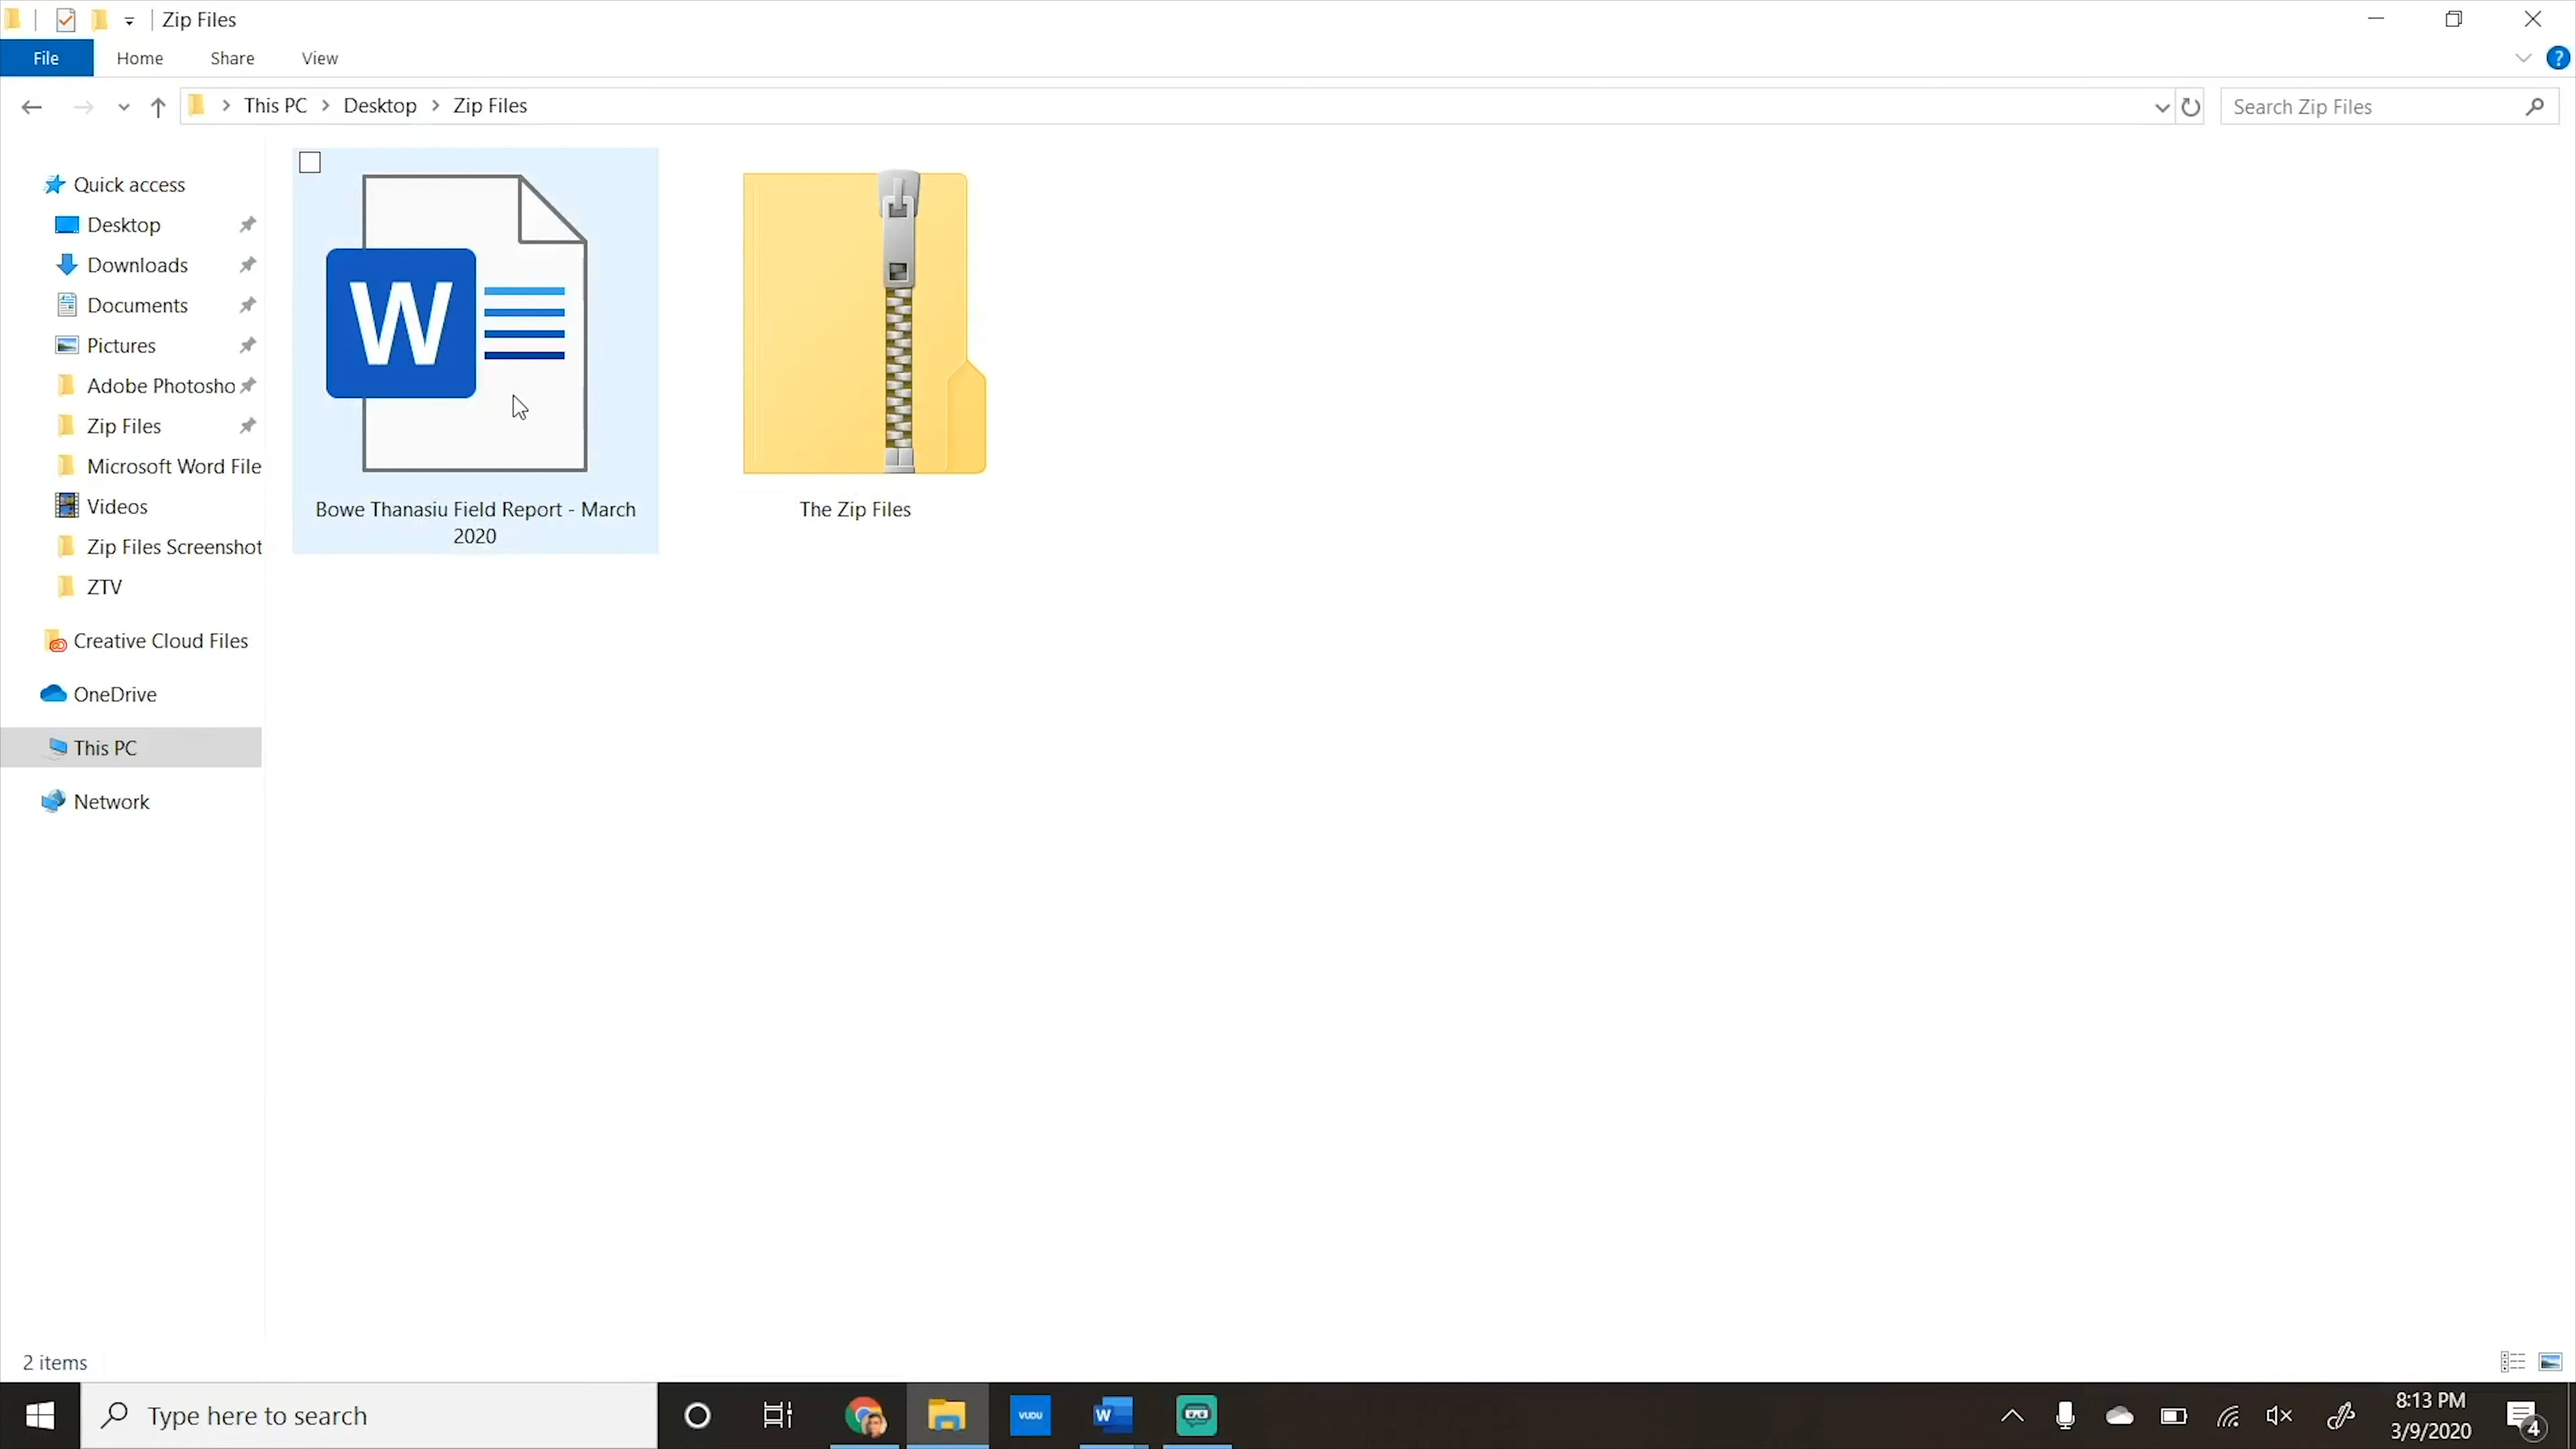 Zip Files
File Home Share View
?
This PC Desktop Zip Files
Search Zip Files
Quick access
Desktop
Downloads
Documents
Pictures
Adobe Photosho
Zip Files
Microsoft Word File
Videos
Zip Files Screenshot
ZTV
Creative Cloud Files
OneDrive
This PC
Network
W
Bowe Thanasiu Field Report - March
2020
The Zip Files
2 items
Type here to search
VUDU
W
8:13 PM
3/9/2020
4